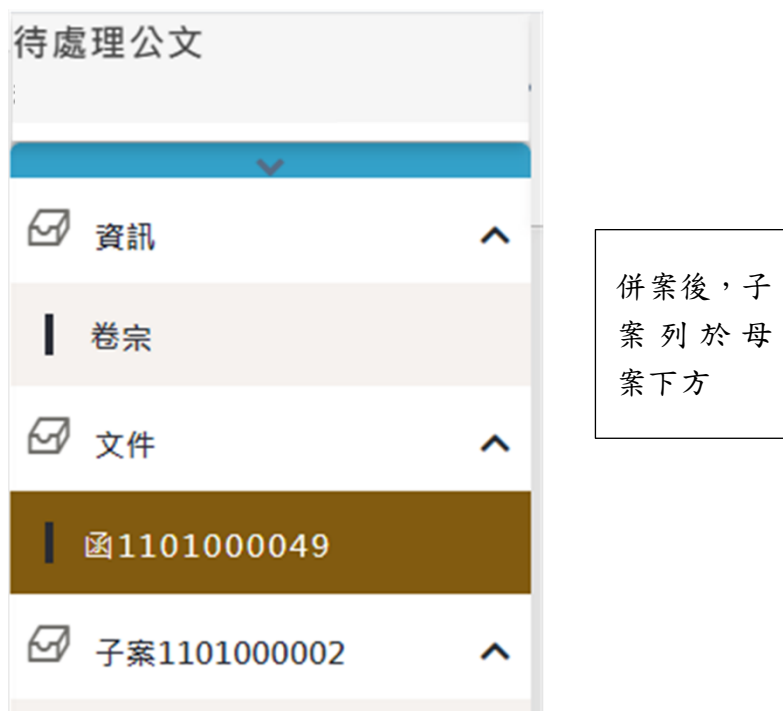 待處理公文
資訊
卷宗
文件
函1101000049
子案1101000002
併案後，子
案列於母
案下方